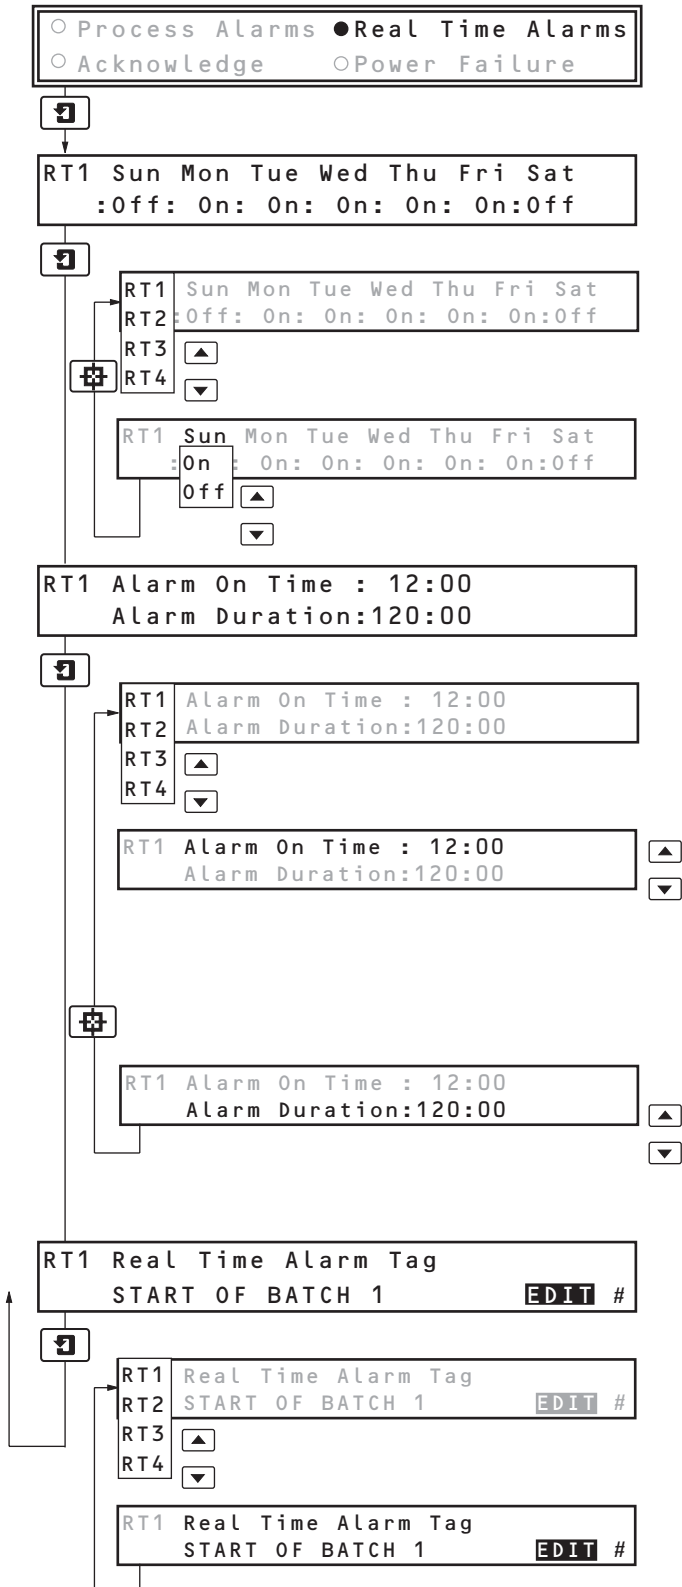 ○ Process Alarms ●Real Time Alarms
○ Acknowledge ○Power Failure
RT1 Sun Mon Tue Wed Thu Fri Sat
:Off: On: On: On: On: On:Off
RT1 Sun Mon Tue Wed Thu Fri Sat
RT2 :Off: On: On: On: On: On:Off
RT3
RT4
RT1 Sun Mon Tue Wed Thu Fri Sat
:On : On: On: On: On: On:Off
Off
RT1 Alarm On Time : 12:00
Alarm Duration:120:00
RT1 Alarm On Time : 12:00
RT2 Alarm Duration:120:00
RT3
RT4
RT1 Alarm On Time : 12:00
Alarm Duration:120:00
RT1 Alarm On Time : 12:00
Alarm Duration:120:00
RT1 Real Time Alarm Tag
START OF BATCH 1 EDIT #
RT1 Real Time Alarm Tag
RT2 START OF BATCH 1 EDIT #
RT3
RT4
RT1 Real Time Alarm Tag
START OF BATCH 1 EDIT #